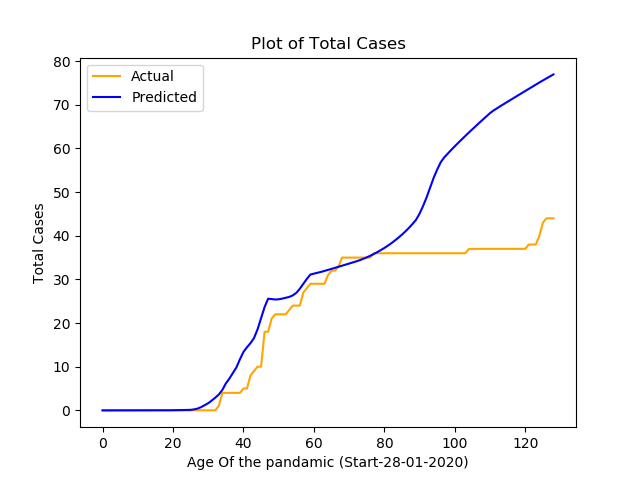 Plot of Total Cases
Actual
Predicted
80
70
60
50
40
30
20
10
0
Total Cases
0 20 40 60 80 100 120
Age Of the pandamic (Start-28-01-2020)